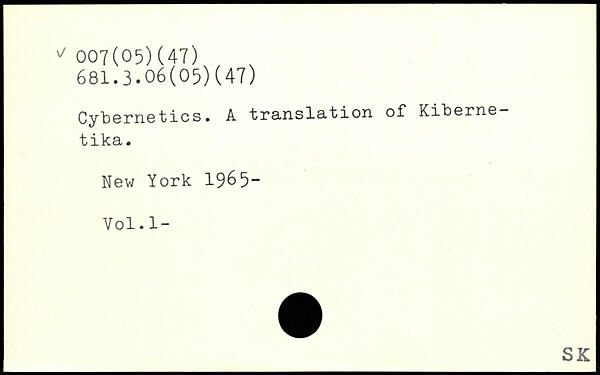 ✓ 007(05)(47)
681.3.06(05)(47)
Cybernetics. A translation of Kiberne-
tika.
New York 1965-
Vol.1-
SK